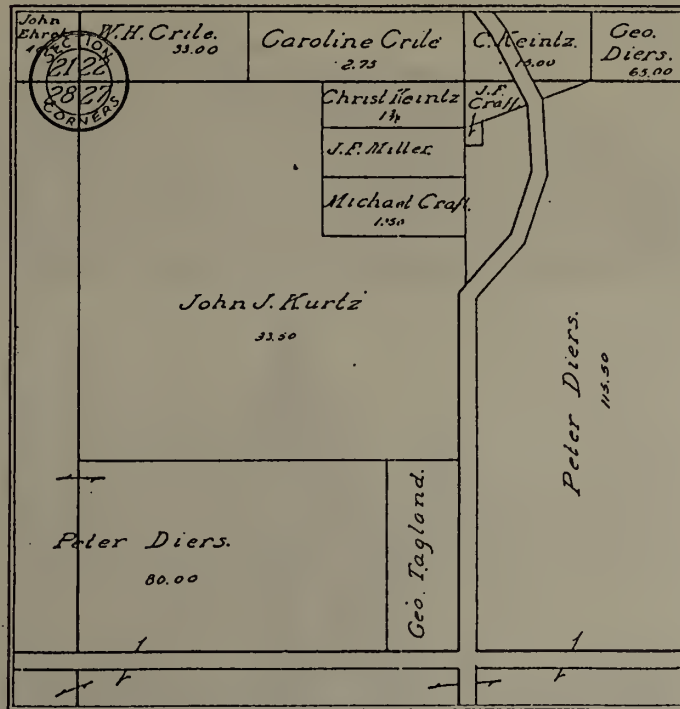 John
W.H. Crile.
33.00
Caroline Crile
2.75
C. Heintz.
Geo.
Diers.
65.00
SECTION
21 22
28 27
CORNERS
Christ Heintz
J.F.
Craft
J.F. Miller
Michael Craft.
1.50
John J. Kurtz
33.50
Peter Diers.
115.50
Peter Diers.
80.00
Geo. Tagland.